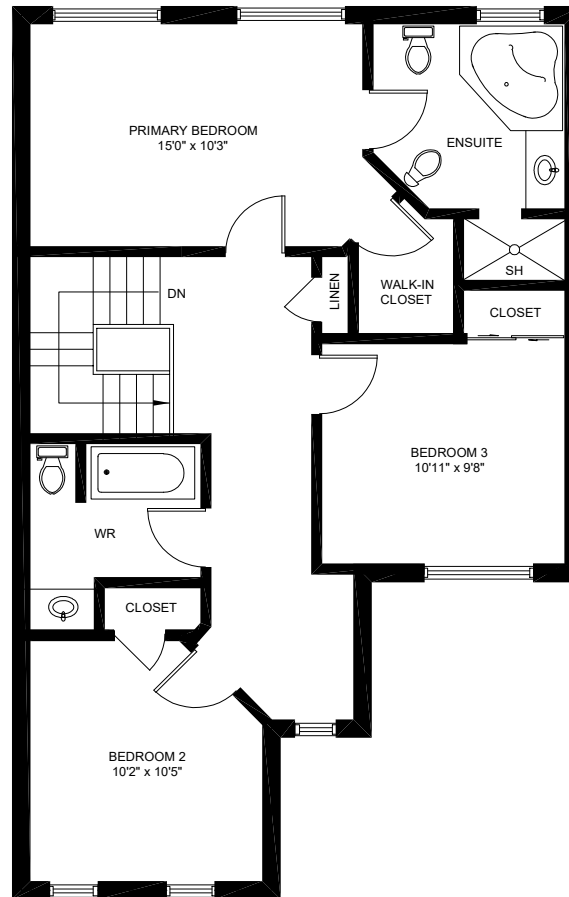 PRIMARY BEDROOM
15'0" x 10'3"
ENSUITE
DN
LINEN
WALK-IN
CLOSET
SH
CLOSET
BEDROOM 3
10'11" x 9'8"
WR
CLOSET
BEDROOM 2
10'2" x 10'5"